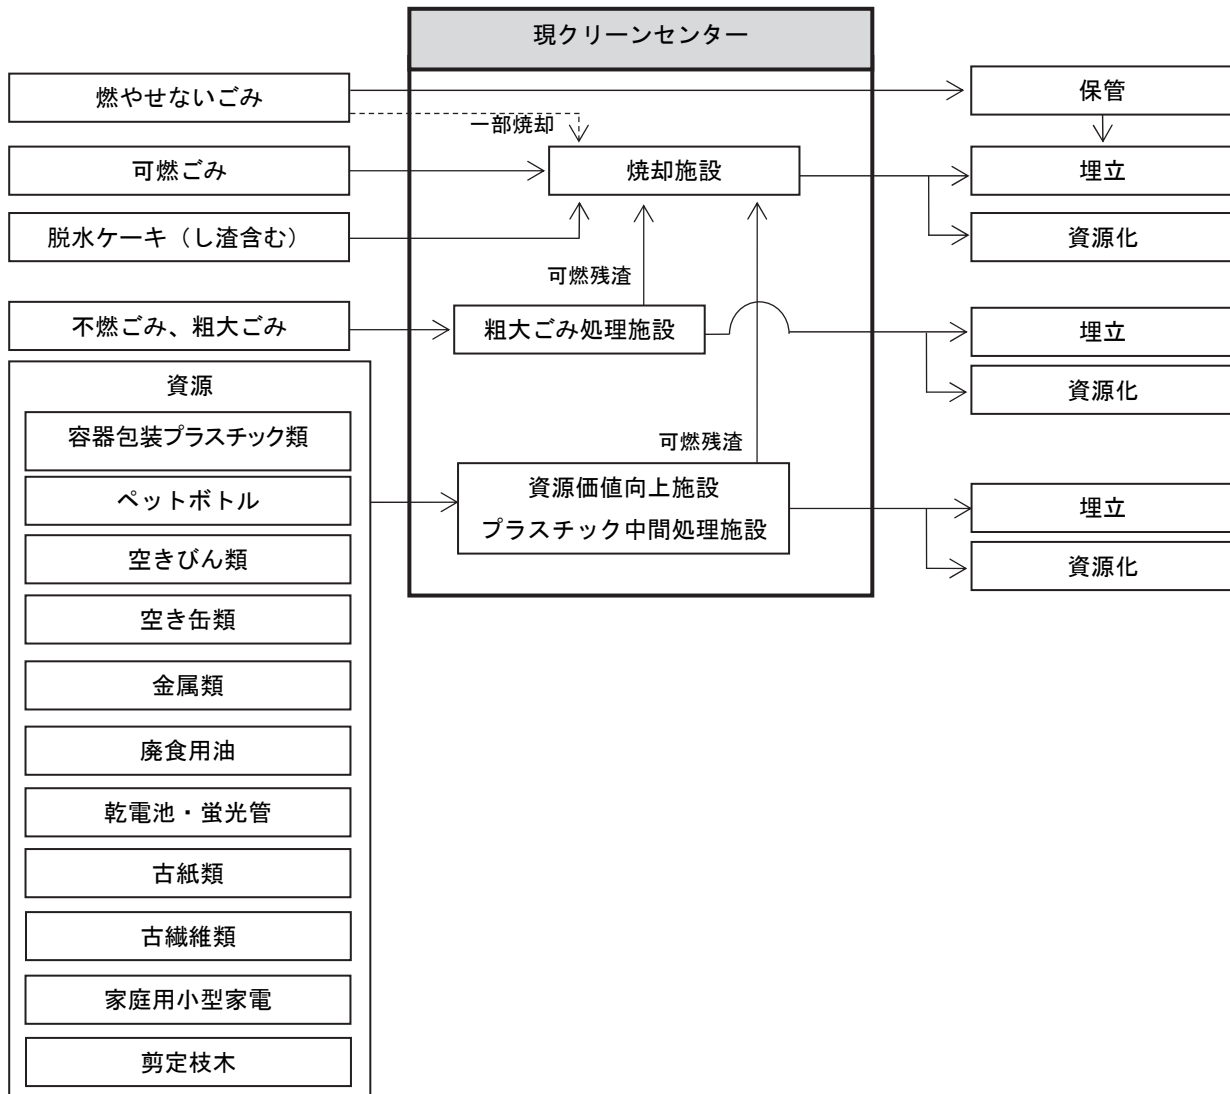 現クリーンセンター
燃やせないごみ
一部焼却
保管
可燃ごみ
焼却施設
埋立
脱水ケーキ（し渣含む）
資源化
可燃残渣
不燃ごみ、粗大ごみ
粗大ごみ処理施設
埋立
資源化
資源
容器包装プラスチック類
可燃残渣
ペットボトル
資源価値向上施設
プラスチック中間処理施設
埋立
資源化
空きびん類
空き缶類
金属類
廃食用油
乾電池・蛍光管
古紙類
古繊維類
家庭用小型家電
剪定枝木